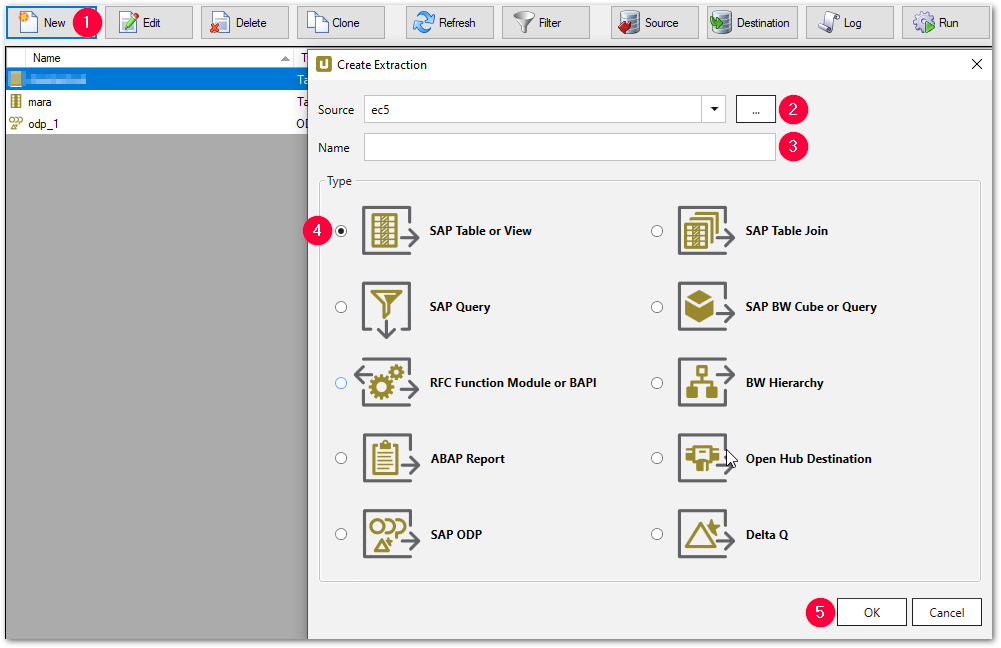 New 1 Edit Delete Clone Refresh Filter Source Destination Log Run
Name T
Ta
mara Ta
odp_1 OD
U Create Extraction
Source ec5 ... 2
Name 3
Type
4 SAP Table or View SAP Table Join
SAP Query SAP BW Cube or Query
RFC Function Module or BAPI BW Hierarchy
ABAP Report Open Hub Destination
SAP ODP Delta Q
5 OK Cancel